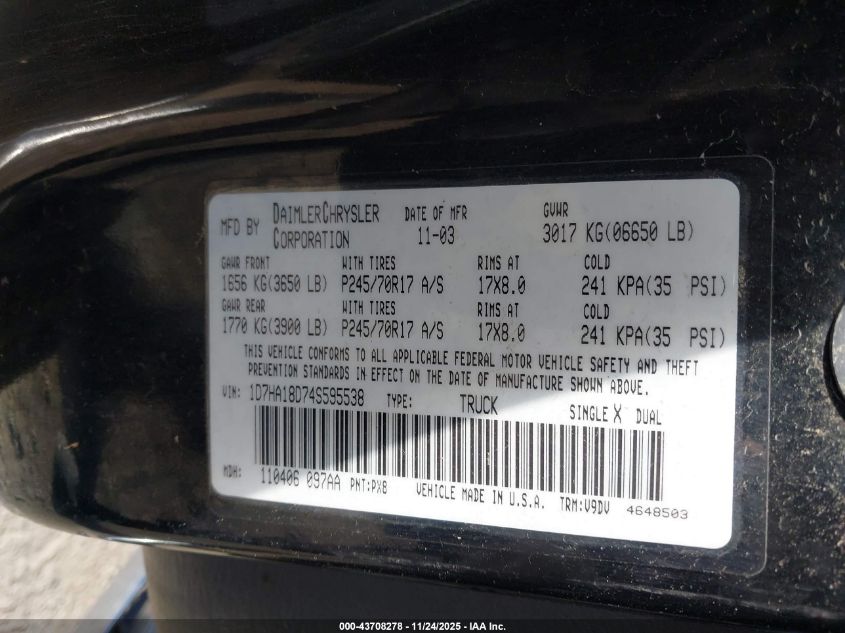 MFD BY DAIMLERCHRYSLER CORPORATION DATE OF MFR 11-03 GVWR 3017 KG(06650 LB)
GAWR FRONT WITH TIRES RIMS AT COLD
1656 KG(3650 LB) P245/70R17 A/S 17X8.0 241 KPA(35 PSI)
GAWR REAR WITH TIRES RIMS AT COLD
1770 KG(3900 LB) P245/70R17 A/S 17X8.0 241 KPA(35 PSI)
THIS VEHICLE CONFORMS TO ALL APPLICABLE FEDERAL MOTOR VEHICLE SAFETY AND THEFT
PREVENTION STANDARDS IN EFFECT ON THE DATE OF MANUFACTURE SHOWN ABOVE.
VIN: 1D7HA18D74S595538 TYPE: TRUCK SINGLE X DUAL
MDH: 110406 097AA PNT:PX8 VEHICLE MADE IN U.S.A. TRM:V9DV 4648503
000-43708278 - 11/24/2025 - IAA Inc.